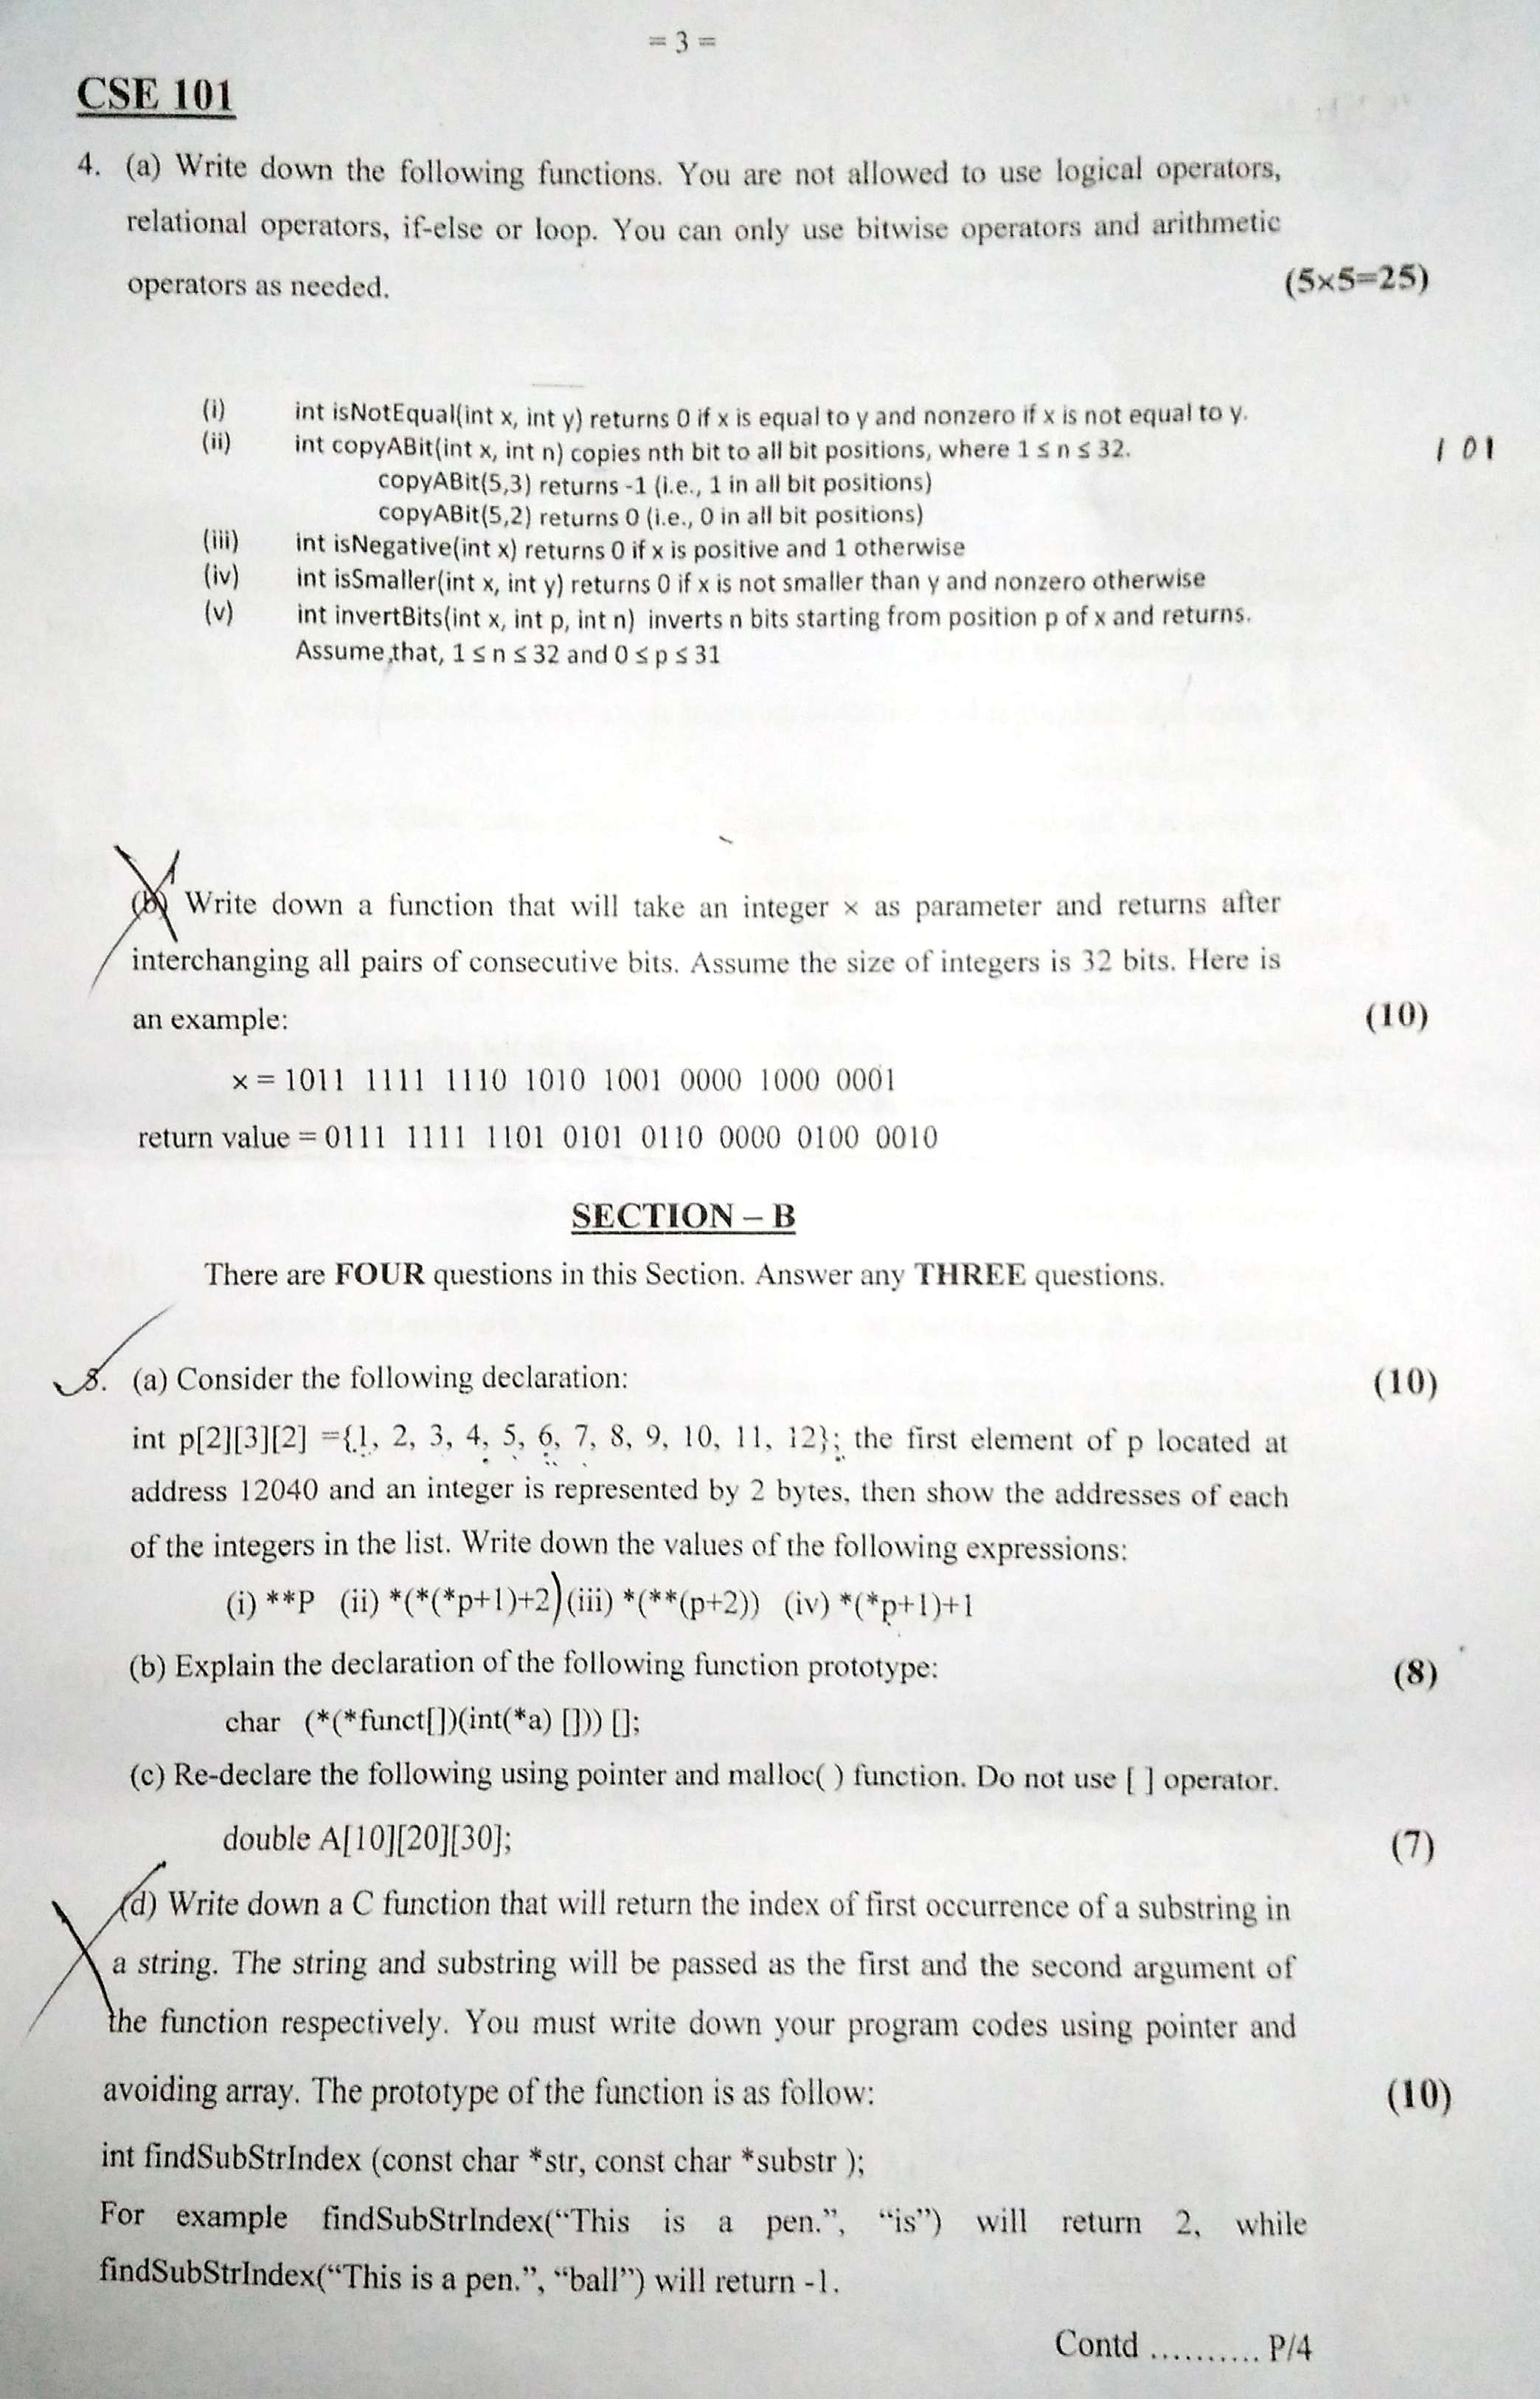 = 3 =
CSE 101
4. (a) Write down the following functions. You are not allowed to use logical operators,
relational operators, if-else or loop. You can only use bitwise operators and arithmetic
operators as needed. (5×5=25)
(i) int isNotEqual(int x, int y) returns 0 if x is equal to y and nonzero if x is not equal to y.
(ii) int copyABit(int x, int n) copies nth bit to all bit positions, where 1 ≤ n ≤ 32. 1 01
copyABit(5,3) returns -1 (i.e., 1 in all bit positions)
copyABit(5,2) returns 0 (i.e., 0 in all bit positions)
(iii) int isNegative(int x) returns 0 if x is positive and 1 otherwise
(iv) int isSmaller(int x, int y) returns 0 if x is not smaller than y and nonzero otherwise
(v) int invertBits(int x, int p, int n) inverts n bits starting from position p of x and returns.
Assume,that, 1 ≤ n ≤ 32 and 0 ≤ p ≤ 31
(b) Write down a function that will take an integer × as parameter and returns after
interchanging all pairs of consecutive bits. Assume the size of integers is 32 bits. Here is
an example: (10)
× = 1011 1111 1110 1010 1001 0000 1000 0001
return value = 0111 1111 1101 0101 0110 0000 0100 0010
SECTION – B
There are FOUR questions in this Section. Answer any THREE questions.
5. (a) Consider the following declaration: (10)
int p[2][3][2] ={1, 2, 3, 4, 5, 6, 7, 8, 9, 10, 11, 12}; the first element of p located at
address 12040 and an integer is represented by 2 bytes, then show the addresses of each
of the integers in the list. Write down the values of the following expressions:
(i) **P (ii) *(*(*p+1)+2) (iii) *(**(p+2)) (iv) *(*p+1)+1
(b) Explain the declaration of the following function prototype: (8)
char (*(*funct[])(int(*a) [])) [];
(c) Re-declare the following using pointer and malloc( ) function. Do not use [ ] operator.
double A[10][20][30]; (7)
(d) Write down a C function that will return the index of first occurrence of a substring in
a string. The string and substring will be passed as the first and the second argument of
the function respectively. You must write down your program codes using pointer and
avoiding array. The prototype of the function is as follow: (10)
int findSubStrIndex (const char *str, const char *substr );
For example findSubStrIndex(“This is a pen.”, “is”) will return 2, while
findSubStrIndex(“This is a pen.”, “ball”) will return -1.
Contd .......... P/4